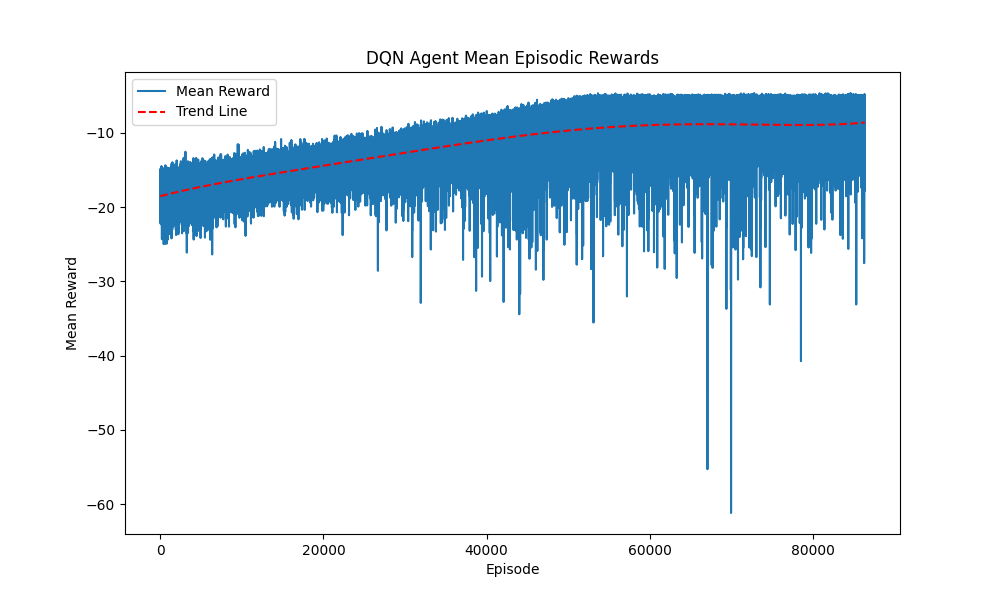 DQN Agent Mean Episodic Rewards
Mean Reward
Trend Line
−10
−20
−30
−40
−50
−60
Mean Reward
0
20000
40000
60000
80000
Episode